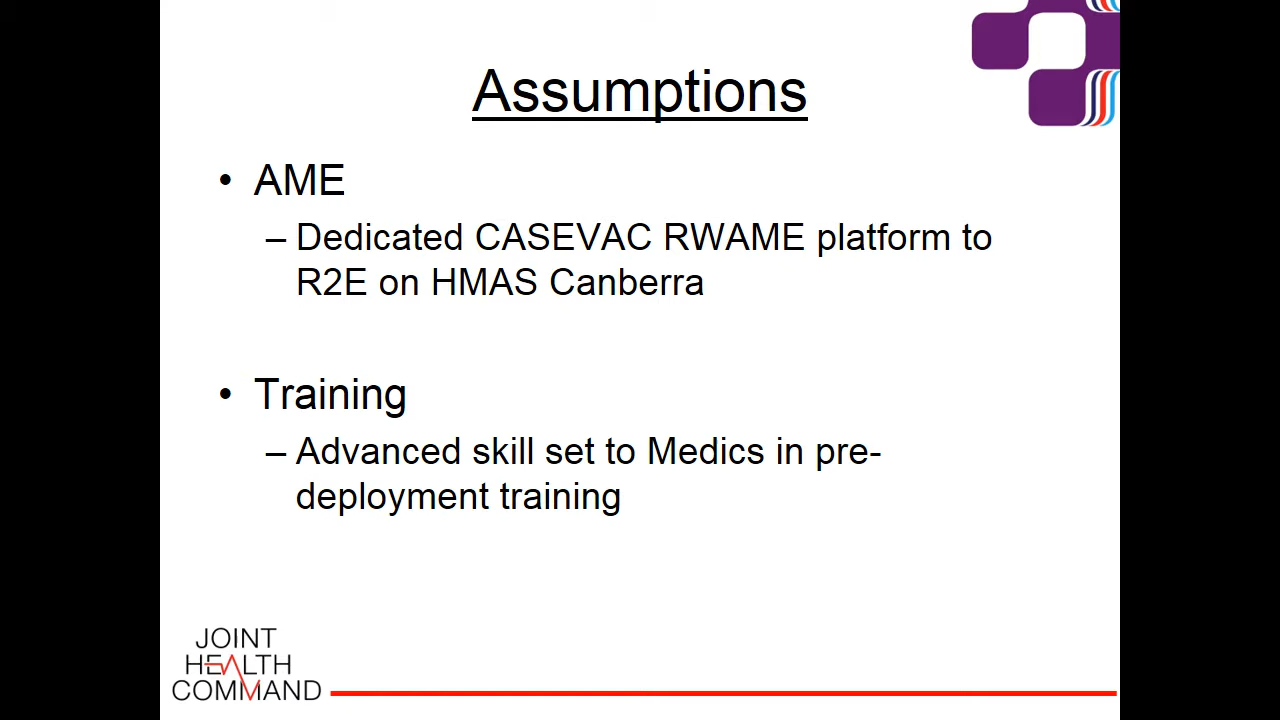 Assumptions
• AME
– Dedicated CASEVAC RWAME platform to
R2E on HMAS Canberra
• Training
– Advanced skill set to Medics in pre-
deployment training
JOINT
HEALTH
COMMAND